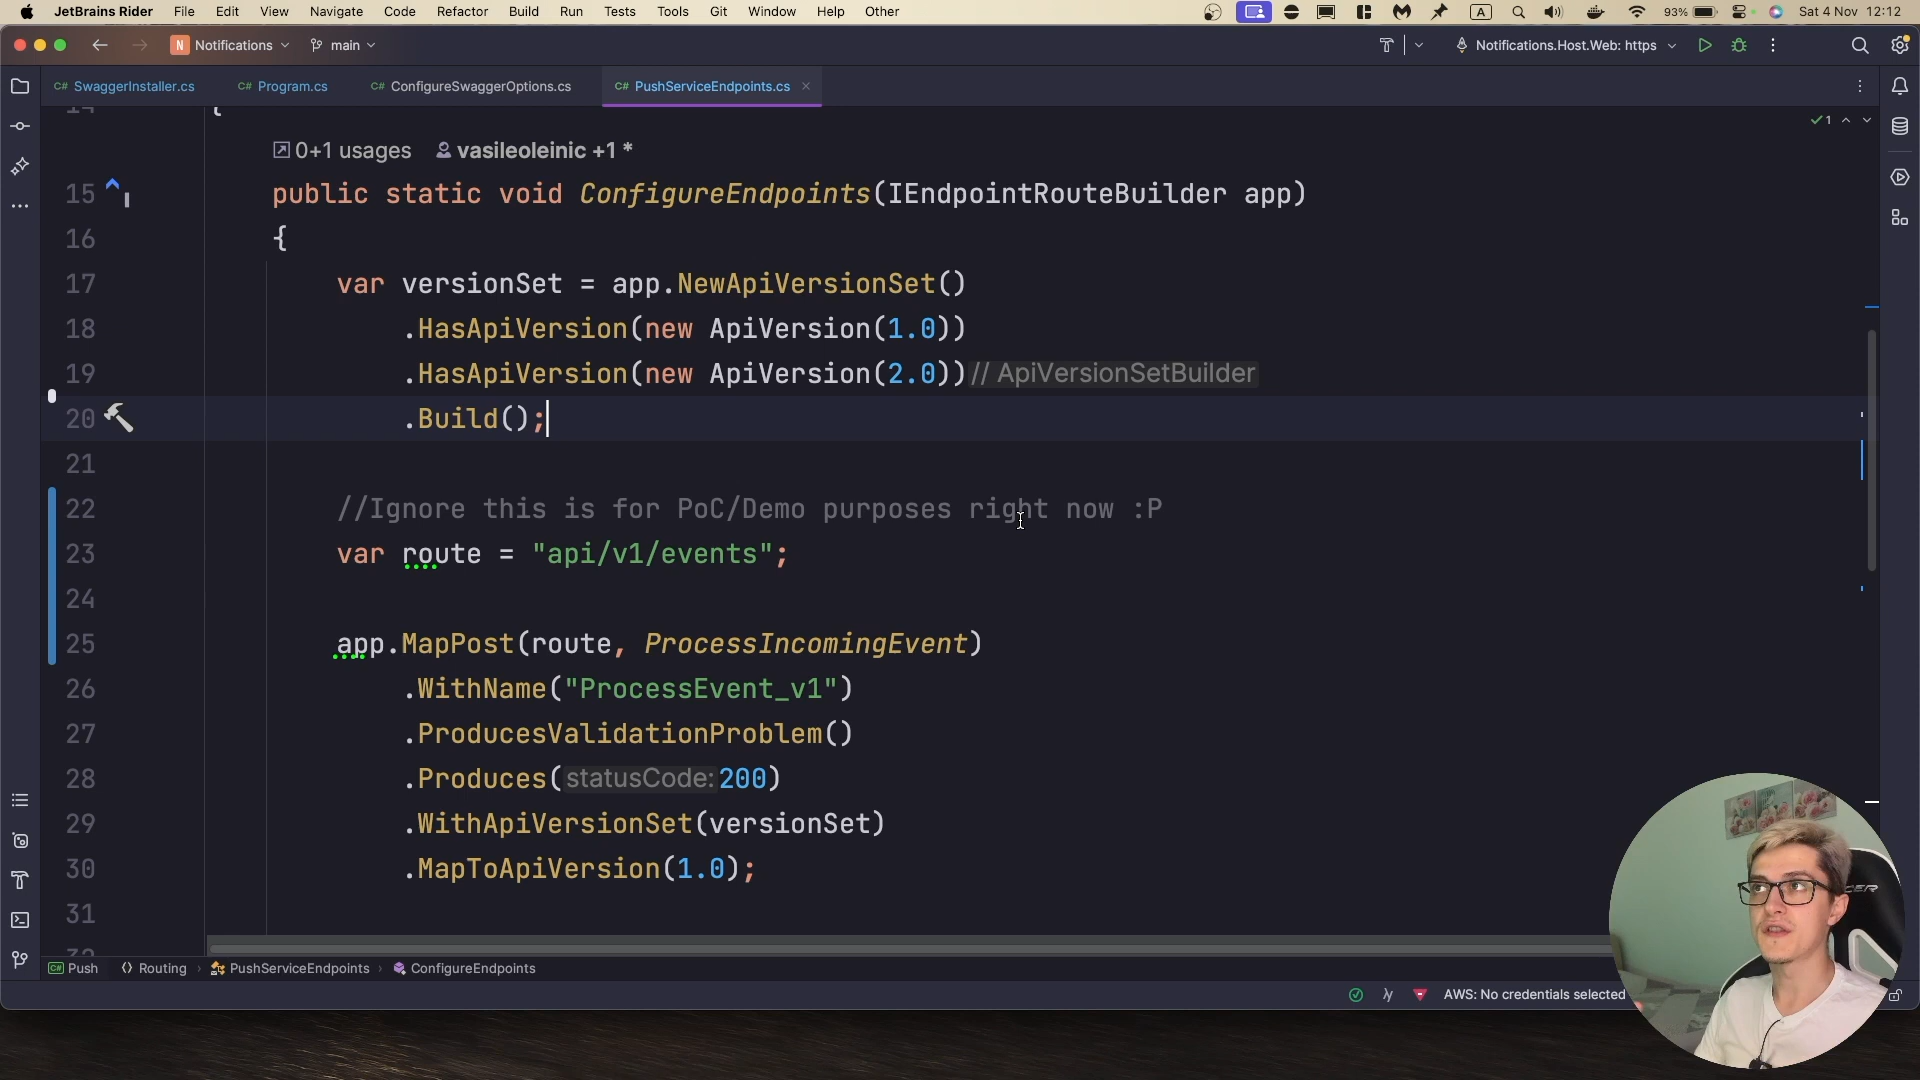 JetBrains Rider File Edit View Navigate Code Refactor Build Run Tests Tools Git Window Help Other A 93% Sat 4 Nov 12:12
N Notifications main Notifications.Host.Web: https
C# SwaggerInstaller.cs C# Program.cs C# ConfigureSwaggerOptions.cs C# PushServiceEndpoints.cs
14 {
0+1 usages vasileoleinic +1 *
1
15 public static void ConfigureEndpoints(IEndpointRouteBuilder app)
16 {
17 var versionSet = app.NewApiVersionSet()
18 .HasApiVersion(new ApiVersion(1.0))
19 .HasApiVersion(new ApiVersion(2.0)) // ApiVersionSetBuilder
20 .Build();
21
22 //Ignore this is for PoC/Demo purposes right now :P
23 var route = "api/v1/events";
24
25 app.MapPost(route, ProcessIncomingEvent)
26 .WithName("ProcessEvent_v1")
27 .ProducesValidationProblem()
28 .Produces(statusCode: 200)
29 .WithApiVersionSet(versionSet)
30 .MapToApiVersion(1.0);
31
C# Push Routing PushServiceEndpoints ConfigureEndpoints
AWS: No credentials selected